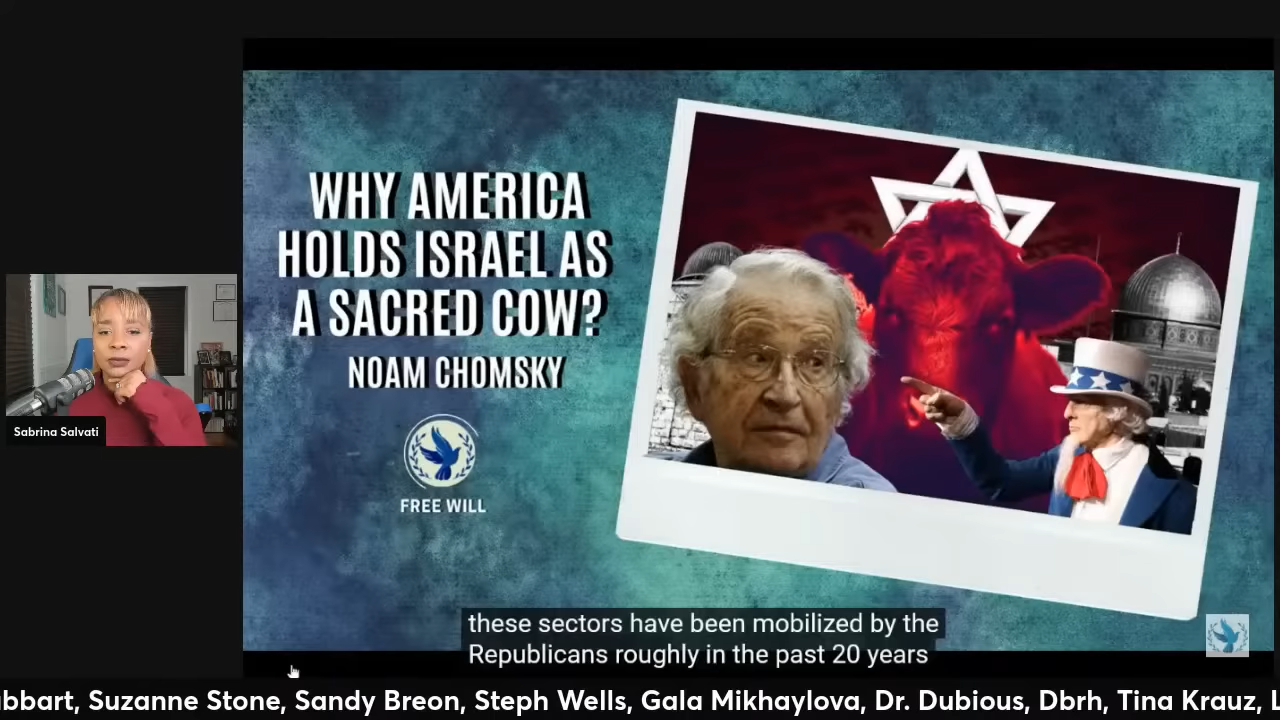 WHY AMERICA
HOLDS ISRAEL AS
A SACRED COW?
NOAM CHOMSKY
FREE WILL
Sabrina Salvati
these sectors have been mobilized by the
Republicans roughly in the past 20 years
bbart, Suzanne Stone, Sandy Breon, Steph Wells, Gala Mikhaylova, Dr. Dubious, Dbrh, Tina Krauz, L